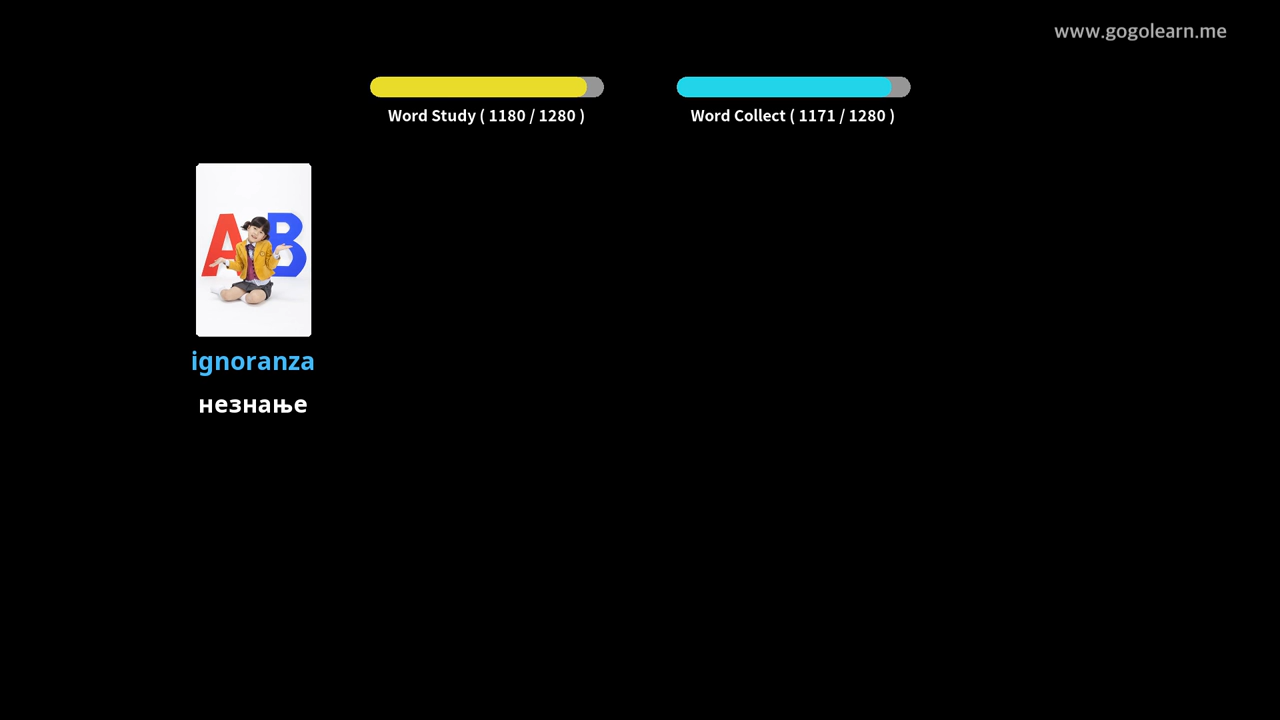 www.gogolearn.me
Word Study ( 1180 / 1280 )
Word Collect ( 1171 / 1280 )
A B
ignoranza
незнање